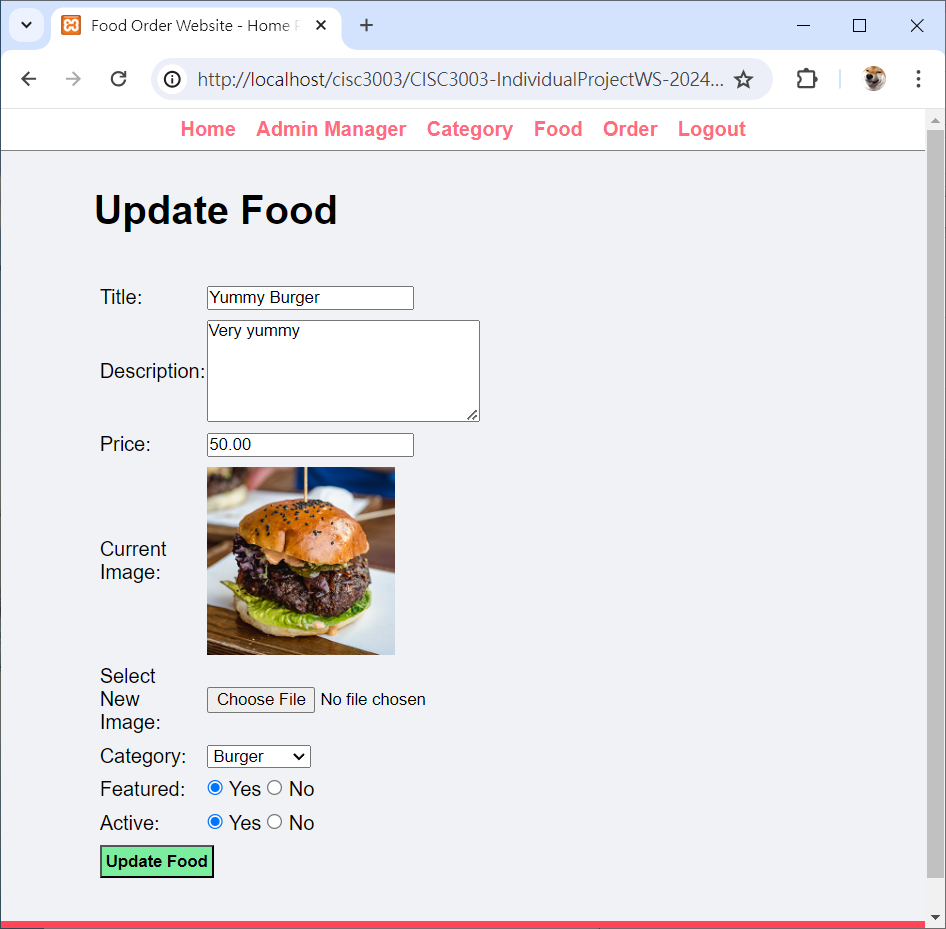 Food Order Website - Home
http://localhost/cisc3003/CISC3003-IndividualProjectWS-2024...
Home Admin Manager Category Food Order Logout
Update Food
Title: Yummy Burger
Description: Very yummy
Price: 50.00
Current
Image:
Select
New
Image:
Choose File No file chosen
Category: Burger
Featured: Yes No
Active: Yes No
Update Food